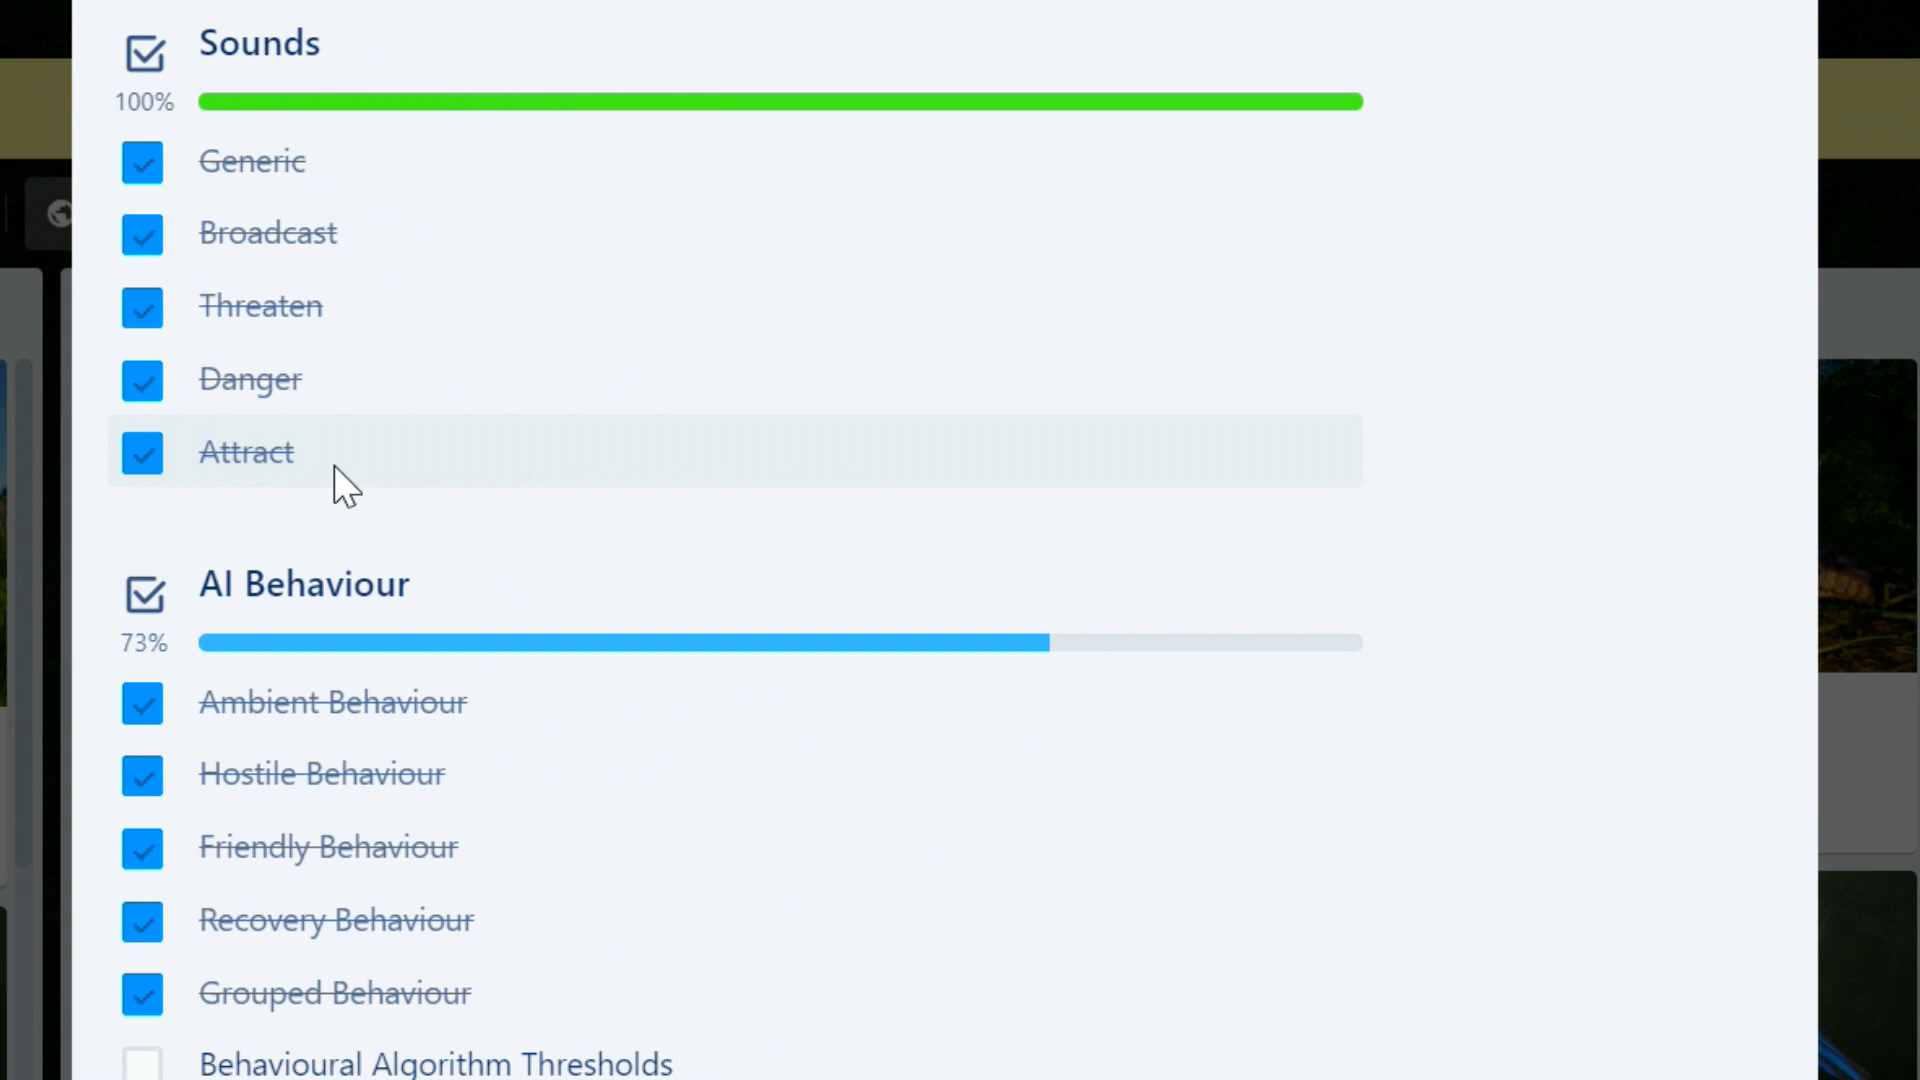 Sounds
100%
Generic
Broadcast
Threaten
Danger
Attract
AI Behaviour
73%
Ambient Behaviour
Hostile Behaviour
Friendly Behaviour
Recovery Behaviour
Grouped Behaviour
Behavioural Algorithm Thresholds